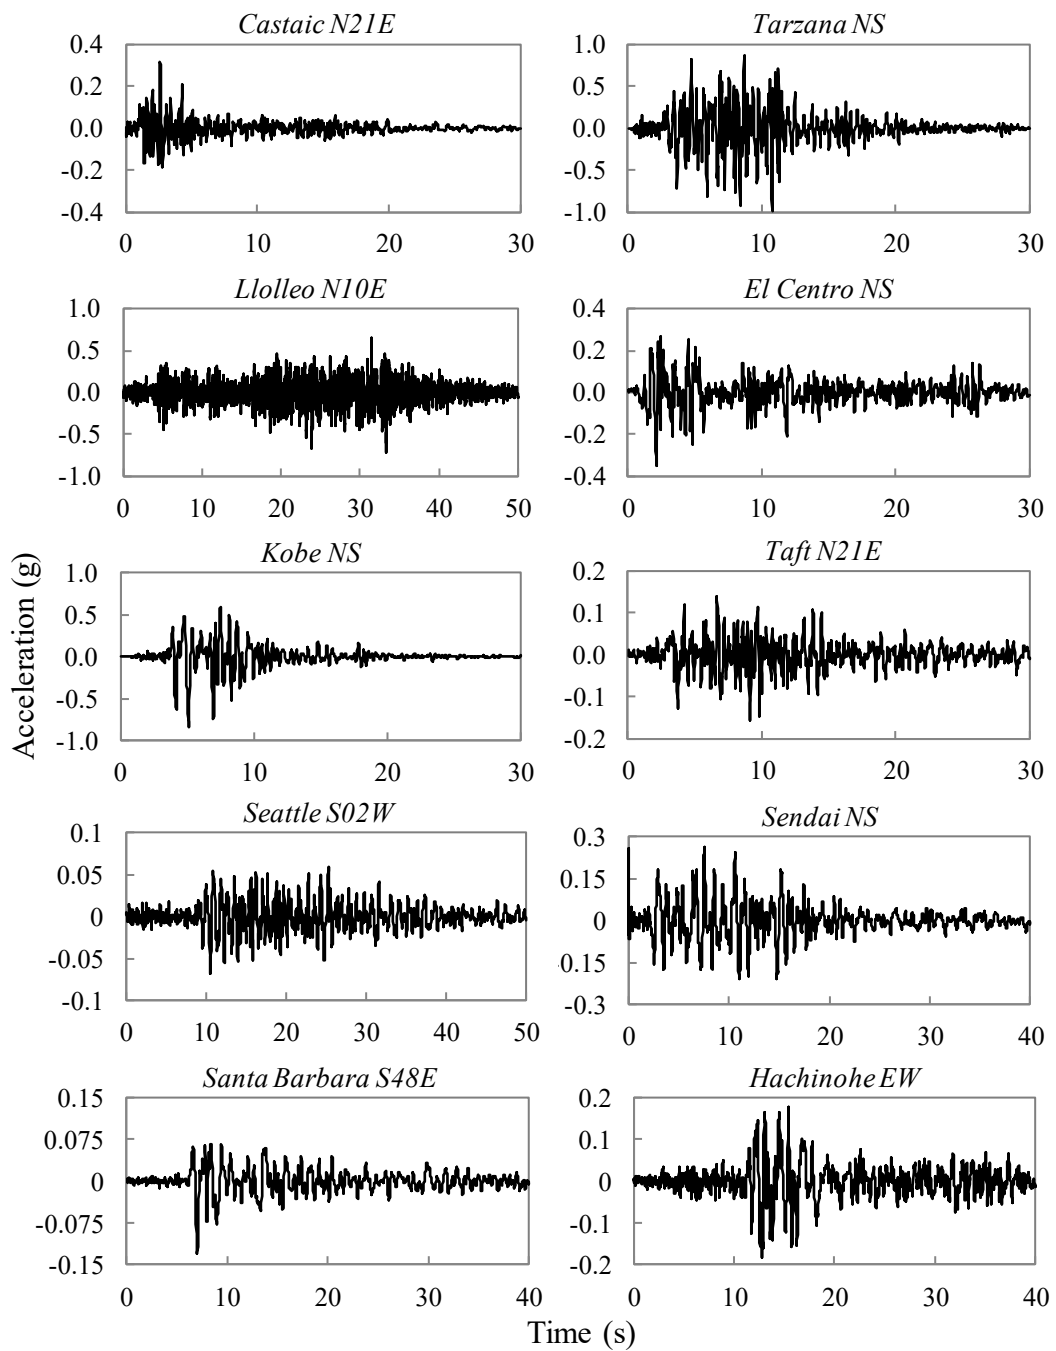 Castaic N21E
0.4
0.2
0.0
-0.2
-0.4
0 10 20 30
Tarzana NS
1.0
0.5
0.0
-0.5
-1.0
0 10 20 30
Llolleo N10E
1.0
0.5
0.0
-0.5
-1.0
0 10 20 30 40 50
El Centro NS
0.4
0.2
0.0
-0.2
-0.4
0 10 20 30
Kobe NS
1.0
0.5
0.0
-0.5
-1.0
0 10 20 30
Taft N21E
0.2
0.1
0.0
-0.1
-0.2
0 10 20 30
Acceleration (g)
Seattle S02W
0.1
0.05
0
-0.05
-0.1
0 10 20 30 40 50
Sendai NS
0.3
0.15
0
.0.15
-0.3
0 10 20 30 40
Santa Barbara S48E
0.15
0.075
0
-0.075
-0.15
0 10 20 30 40
Hachinohe EW
0.2
0.1
0
-0.1
-0.2
0 10 20 30 40
Time (s)